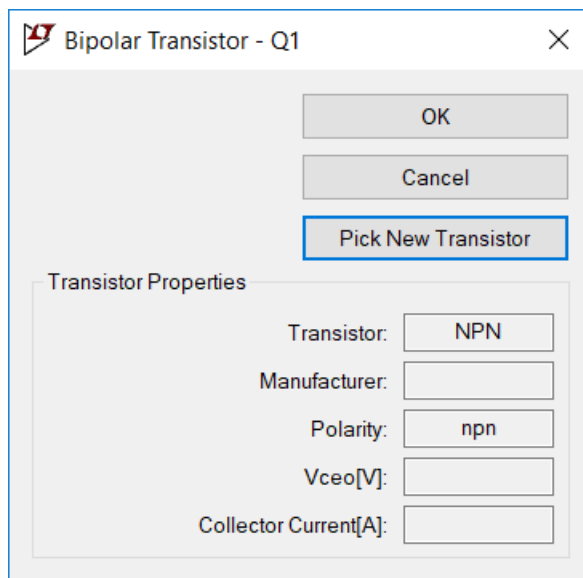 Bipolar Transistor - Q1
OK
Cancel
Pick New Transistor
Transistor Properties
Transistor: NPN
Manufacturer:
Polarity: npn
Vceo[V]:
Collector Current[A]: